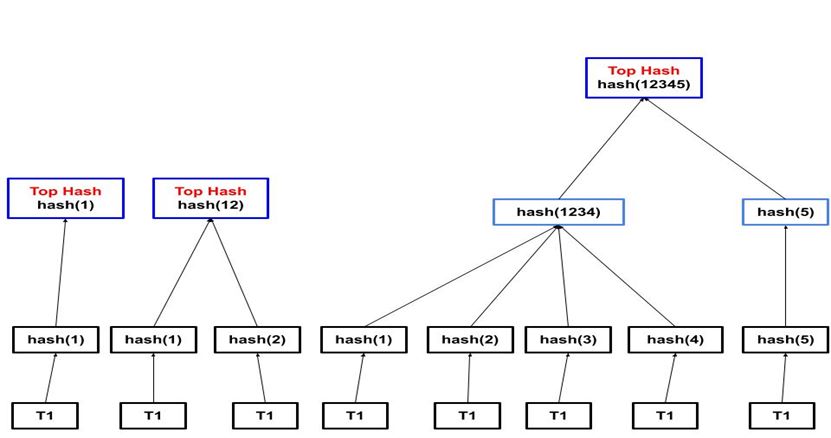 Top Hash
hash(12345)
Top Hash
hash(1)
Top Hash
hash(12)
hash(1234)
hash(5)
hash(1)
hash(1)
hash(2)
hash(1)
hash(2)
hash(3)
hash(4)
hash(5)
T1
T1
T1
T1
T1
T1
T1
T1